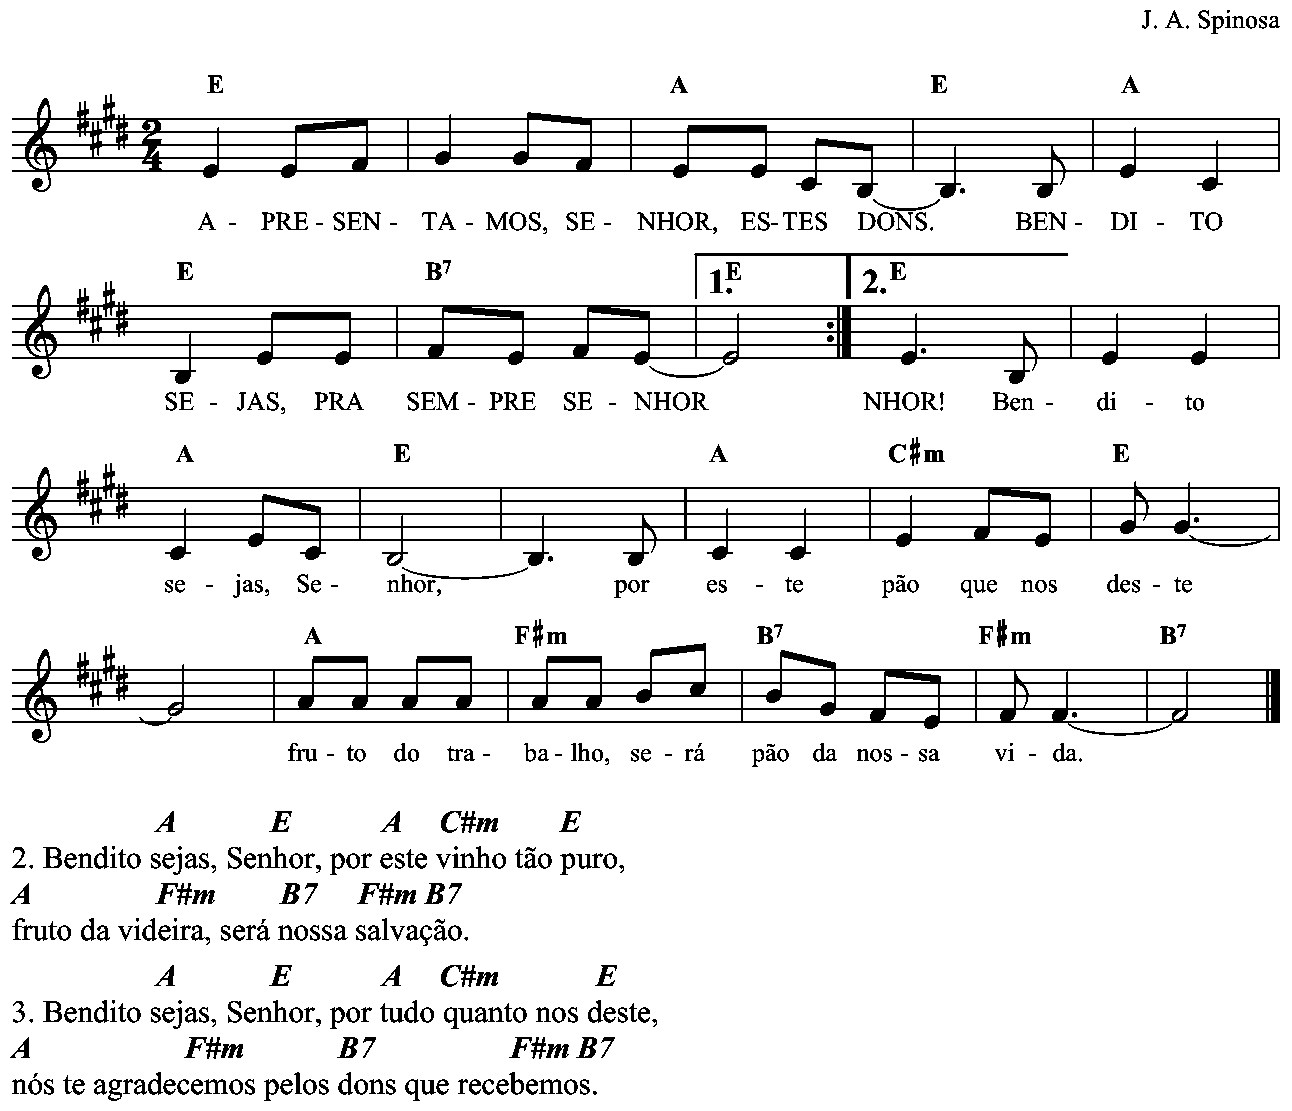 J. A. Spinosa
E A E A
2
4
A - PRE - SEN - TA - MOS, SE - NHOR, ES - TES DONS. BEN - DI - TO
E B7 1. E 2. E
SE - JAS, PRA SEM - PRE SE - NHOR NHOR! Ben - di - to
A E A C#m E
se - jas, Se - nhor, por es - te pão que nos des - te
A F#m B7 F#m B7
fru - to do tra - ba - lho, se - rá pão da nos - sa vi - da.
A E A C#m E
2. Bendito sejas, Senhor, por este vinho tão puro,
A F#m B7 F#m B7
fruto da videira, será nossa salvação.
A E A C#m E
3. Bendito sejas, Senhor, por tudo quanto nos deste,
A F#m B7 F#m B7
nós te agradecemos pelos dons que recebemos.